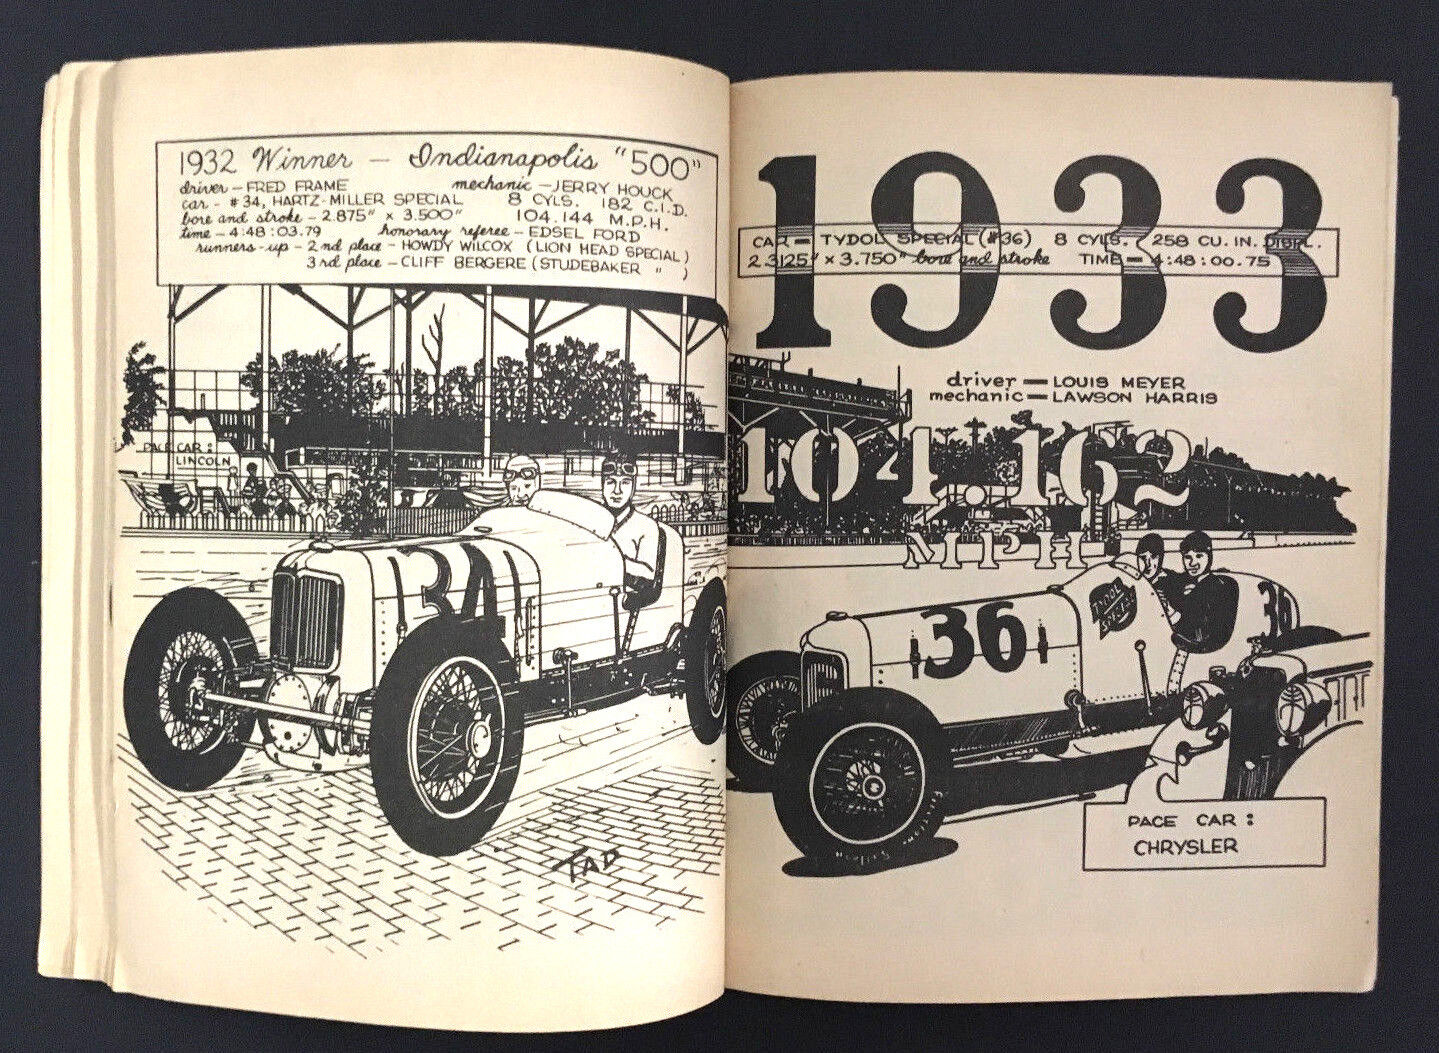 1932 Winner — Indianapolis "500"
driver — FRED FRAME mechanic — JERRY HOUCK
car - #34, HARTZ-MILLER SPECIAL 8 CYLS. 182 C.I.D.
bore and stroke - 2.875" x 3.500" 104.144 M.P.H.
time - 4:48:03.79 honorary referee - EDSEL FORD
runners-up - 2nd place - HOWDY WILCOX (LION HEAD SPECIAL)
3rd place - CLIFF BERGERE (STUDEBAKER " )
PACE CAR:
LINCOLN
34
TAD
1933
CAR — TYDOL SPECIAL (#36) 8 CYLS. 258 CU. IN. DISPL.
2.3125" x 3.750" bore and stroke TIME — 4:48:00.75
driver — LOUIS MEYER
mechanic — LAWSON HARRIS
104.162
MPH
TYDOL
36
36
PACE CAR:
CHRYSLER